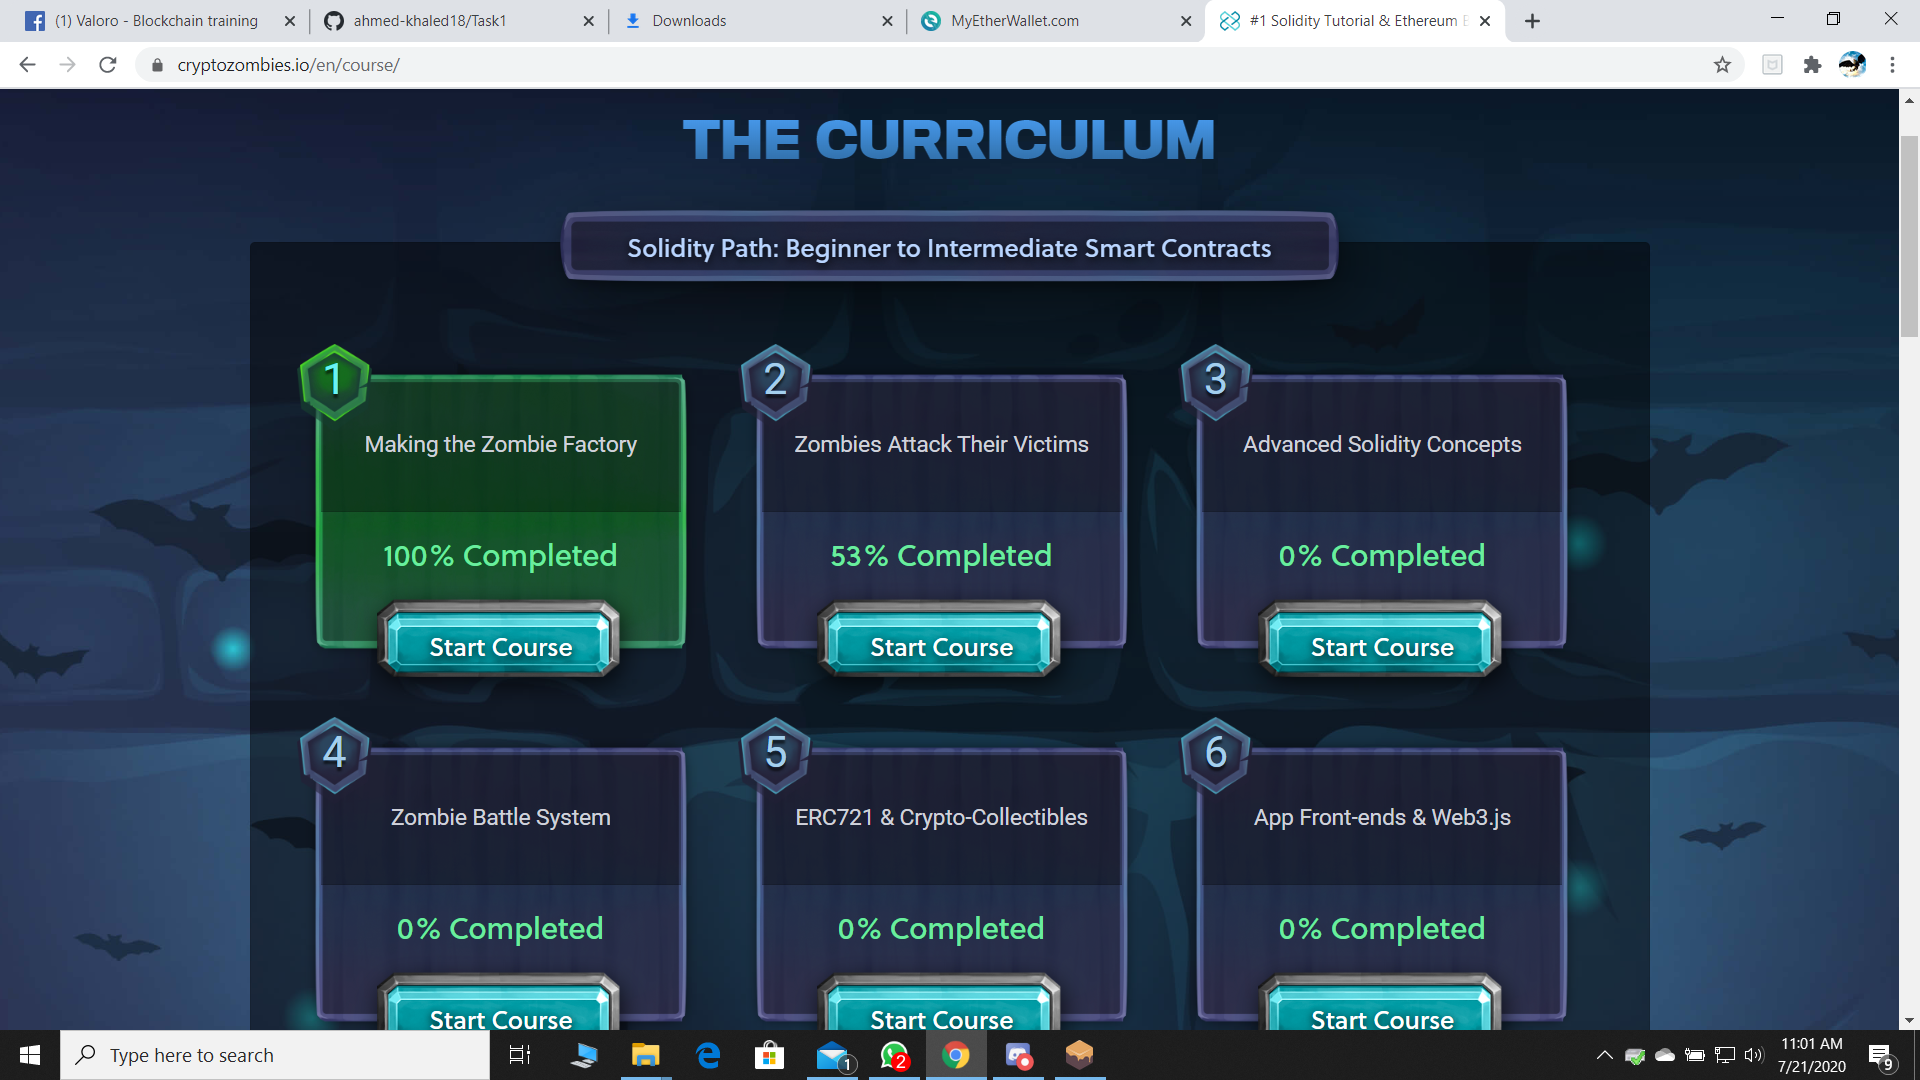 (1) Valoro - Blockchain training
ahmed-khaled18/Task1
Downloads
MyEtherWallet.com
#1 Solidity Tutorial & Ethereum
cryptozombies.io/en/course/
THE CURRICULUM
Solidity Path: Beginner to Intermediate Smart Contracts
1
Making the Zombie Factory
100% Completed
Start Course
2
Zombies Attack Their Victims
53% Completed
Start Course
3
Advanced Solidity Concepts
0% Completed
Start Course
4
Zombie Battle System
0% Completed
Start Course
5
ERC721 & Crypto-Collectibles
0% Completed
Start Course
6
App Front-ends & Web3.js
0% Completed
Start Course
Type here to search
1
2
11:01 AM
7/21/2020
9